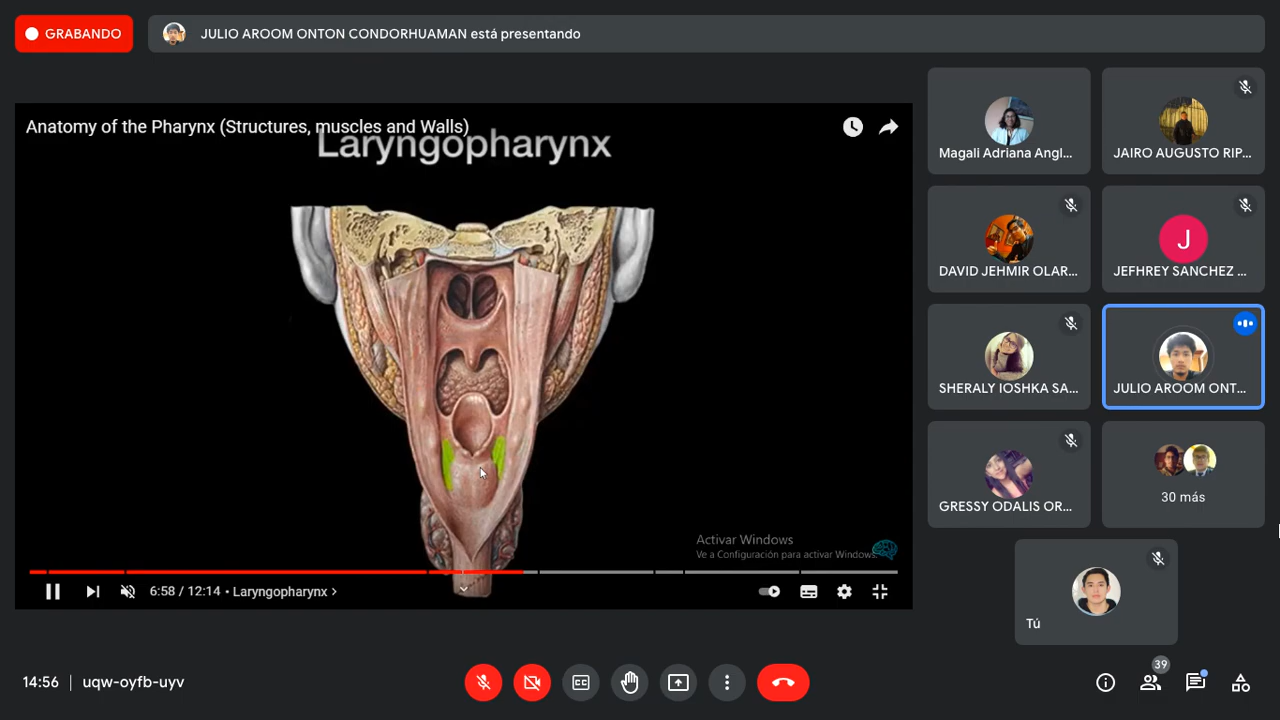 GRABANDO
JULIO AROOM ONTON CONDORHUAMAN está presentando
Anatomy of the Pharynx (Structures, muscles and Walls)
Laryngopharynx
Activar Windows
Ve a Configuración para activar Windows.
6:58 / 12:14 • Laryngopharynx
Magali Adriana Angl...
JAIRO AUGUSTO RIP...
DAVID JEHMIR OLAR...
JEFHREY SANCHEZ ...
J
SHERALY IOSHKA SA...
JULIO AROOM ONT...
GRESSY ODALIS OR...
30 más
Tú
14:56 | uqw-oyfb-uyv
CC
39